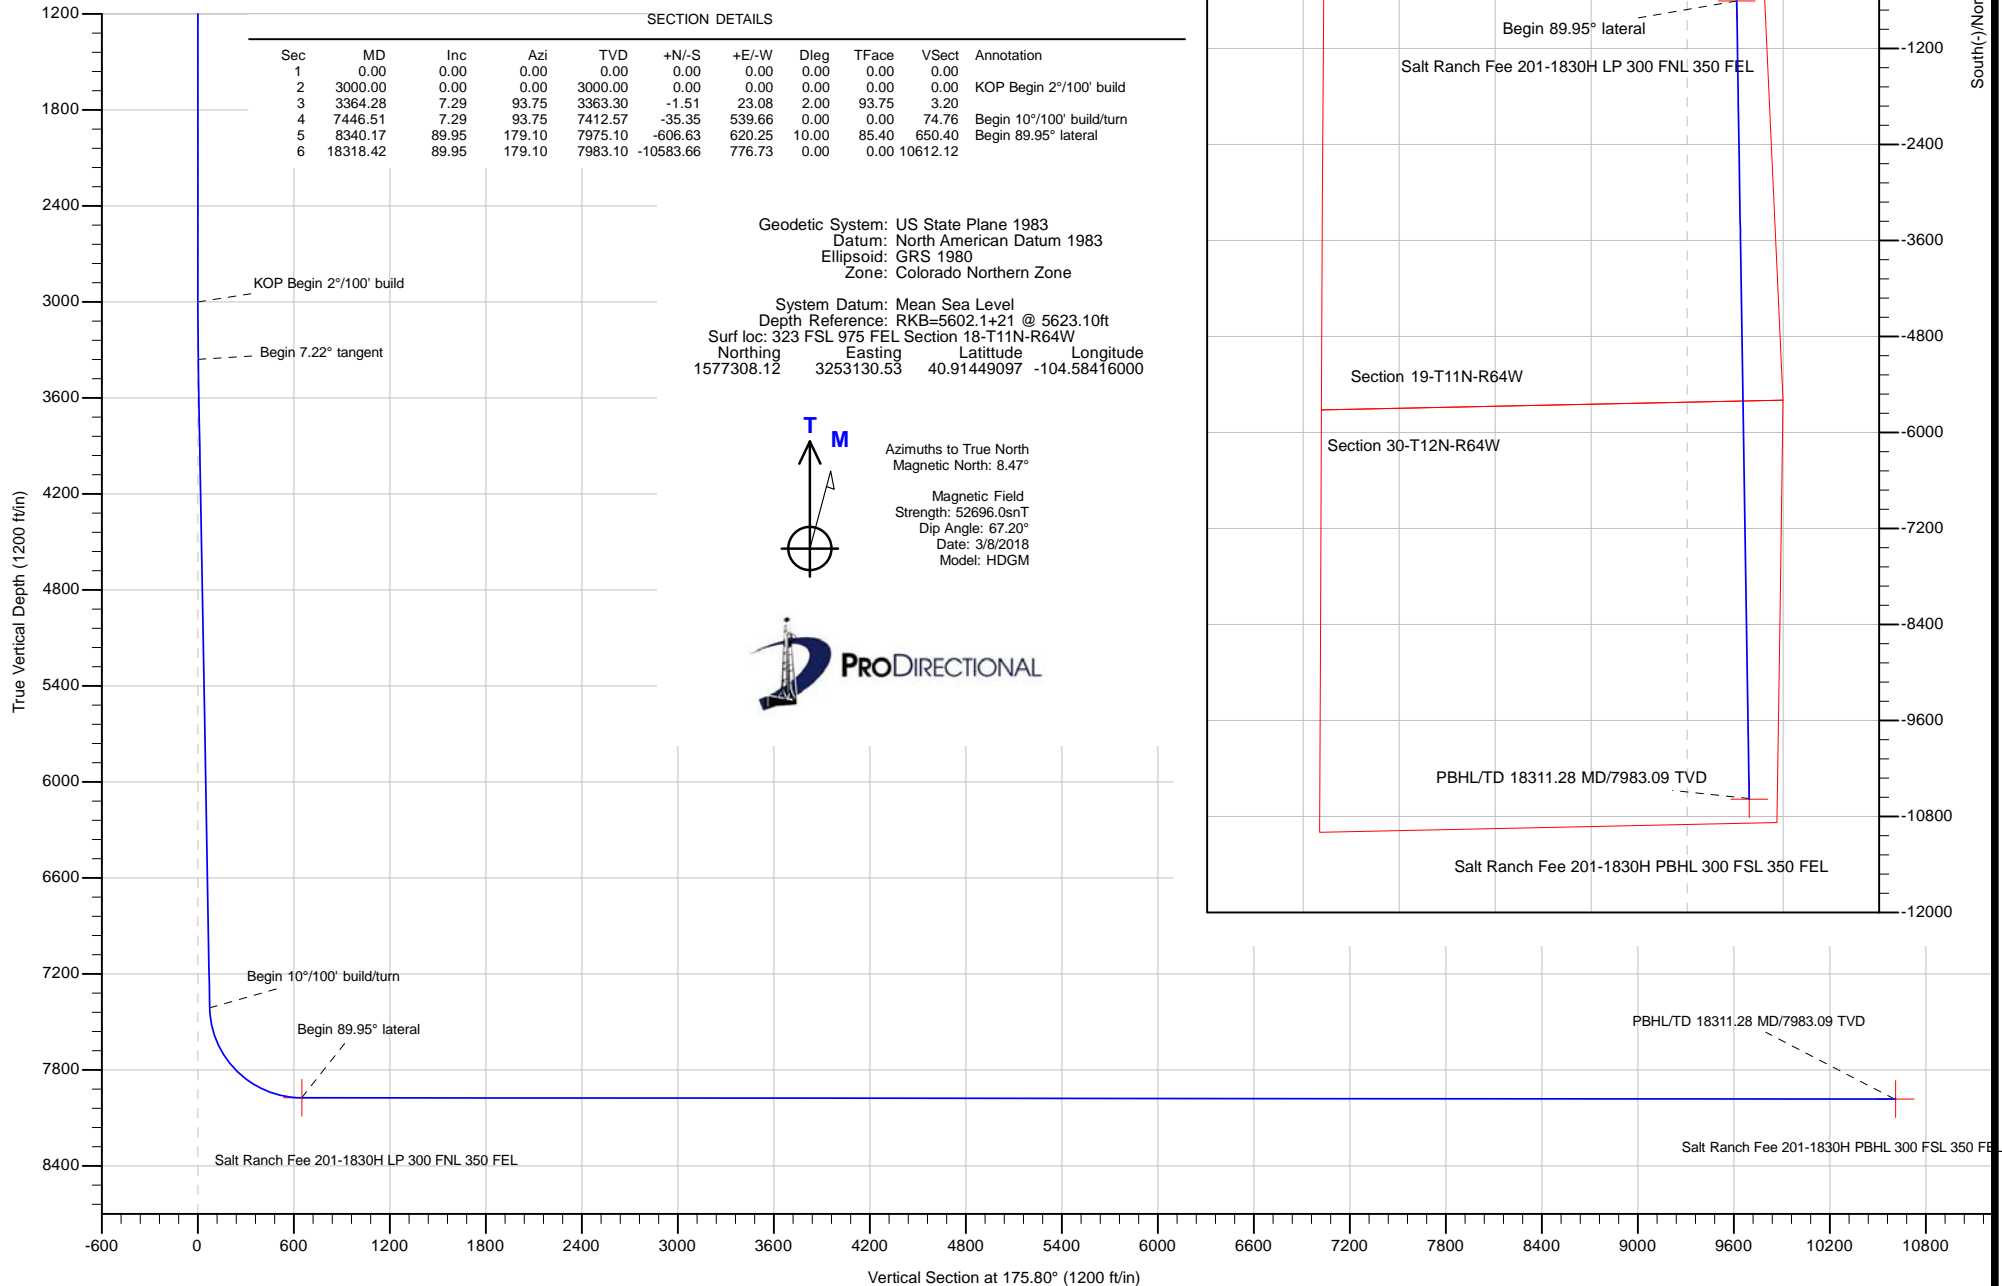 SECTION DETAILS
Sec MD Inc Azi TVD +N/-S +E/-W Dleg TFace VSect Annotation
1 0.00 0.00 0.00 0.00 0.00 0.00 0.00 0.00 0.00
2 3000.00 0.00 0.00 3000.00 0.00 0.00 0.00 0.00 0.00 KOP Begin 2°/100' build
3 3364.28 7.29 93.75 3363.30 -1.51 23.08 2.00 93.75 3.20
4 7446.51 7.29 93.75 7412.57 -35.35 539.66 0.00 0.00 74.76 Begin 10°/100' build/turn
5 8340.17 89.95 179.10 7975.10 -606.63 620.25 10.00 85.40 650.40 Begin 89.95° lateral
6 18318.42 89.95 179.10 7983.10 -10583.66 776.73 0.00 0.00 10612.12
Geodetic System: US State Plane 1983
Datum: North American Datum 1983
Ellipsoid: GRS 1980
Zone: Colorado Northern Zone
System Datum: Mean Sea Level
Depth Reference: RKB=5602.1+21 @ 5623.10ft
Surf loc: 323 FSL 975 FEL Section 18-T11N-R64W
Northing Easting Latittude Longitude
1577308.12 3253130.53 40.91449097 -104.58416000
T M
Azimuths to True North
Magnetic North: 8.47°
Magnetic Field
Strength: 52696.0snT
Dip Angle: 67.20°
Date: 3/8/2018
Model: HDGM
PRODIRECTIONAL
True Vertical Depth (1200 ft/in)
1200
1800
2400
3000
3600
4200
4800
5400
6000
6600
7200
7800
8400
KOP Begin 2°/100' build
Begin 7.22° tangent
Begin 10°/100' build/turn
Begin 89.95° lateral
Salt Ranch Fee 201-1830H LP 300 FNL 350 FEL
PBHL/TD 18311.28 MD/7983.09 TVD
Salt Ranch Fee 201-1830H PBHL 300 FSL 350 FEL
-600 0 600 1200 1800 2400 3000 3600 4200 4800 5400 6000 6600 7200 7800 8400 9000 9600 10200 10800
Vertical Section at 175.80° (1200 ft/in)
Begin 89.95° lateral
Salt Ranch Fee 201-1830H LP 300 FNL 350 FEL
Section 19-T11N-R64W
Section 30-T12N-R64W
PBHL/TD 18311.28 MD/7983.09 TVD
Salt Ranch Fee 201-1830H PBHL 300 FSL 350 FEL
-1200
-2400
-3600
-4800
-6000
-7200
-8400
-9600
-10800
-12000
South(-)/Nor